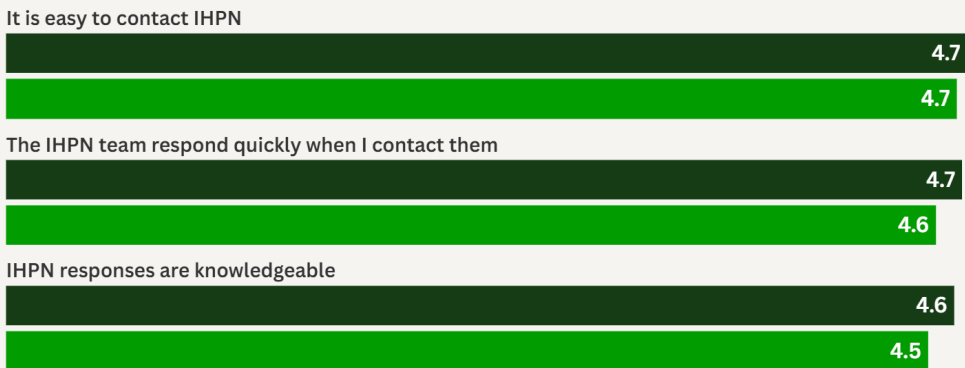 It is easy to contact IHPN
4.7
4.7
The IHPN team respond quickly when I contact them
4.7
4.6
IHPN responses are knowledgeable
4.6
4.5